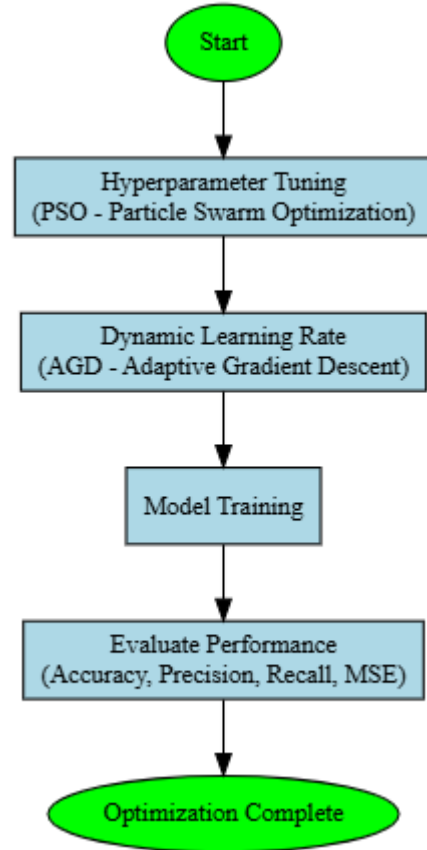 Start
Hyperparameter Tuning
(PSO - Particle Swarm Optimization)
Dynamic Learning Rate
(AGD - Adaptive Gradient Descent)
Model Training
Evaluate Performance
(Accuracy, Precision, Recall, MSE)
Optimization Complete